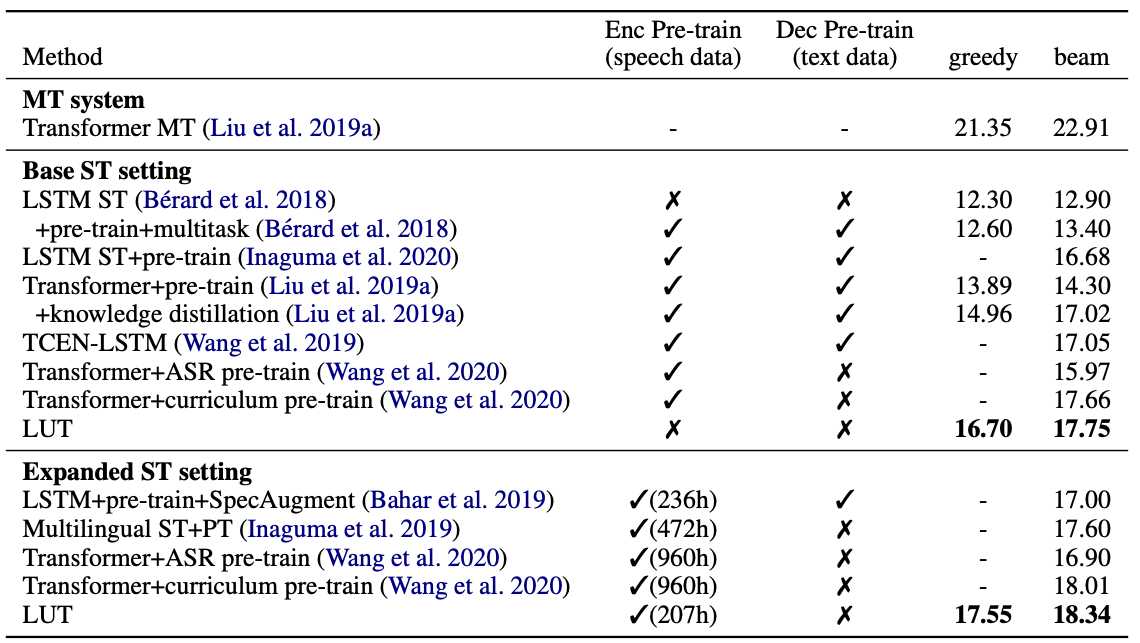 Enc Pre-train Dec Pre-train
Method (speech data) (text data) greedy beam
MT system
Transformer MT (Liu et al. 2019a) - - 21.35 22.91
Base ST setting
LSTM ST (Bérard et al. 2018) ✗ ✗ 12.30 12.90
+pre-train+multitask (Bérard et al. 2018) ✓ ✓ 12.60 13.40
LSTM ST+pre-train (Inaguma et al. 2020) ✓ ✓ - 16.68
Transformer+pre-train (Liu et al. 2019a) ✓ ✓ 13.89 14.30
+knowledge distillation (Liu et al. 2019a) ✓ ✓ 14.96 17.02
TCEN-LSTM (Wang et al. 2019) ✓ ✓ - 17.05
Transformer+ASR pre-train (Wang et al. 2020) ✓ ✗ - 15.97
Transformer+curriculum pre-train (Wang et al. 2020) ✓ ✗ - 17.66
LUT ✗ ✗ 16.70 17.75
Expanded ST setting
LSTM+pre-train+SpecAugment (Bahar et al. 2019) ✓(236h) ✓ - 17.00
Multilingual ST+PT (Inaguma et al. 2019) ✓(472h) ✗ - 17.60
Transformer+ASR pre-train (Wang et al. 2020) ✓(960h) ✗ - 16.90
Transformer+curriculum pre-train (Wang et al. 2020) ✓(960h) ✗ - 18.01
LUT ✓(207h) ✗ 17.55 18.34